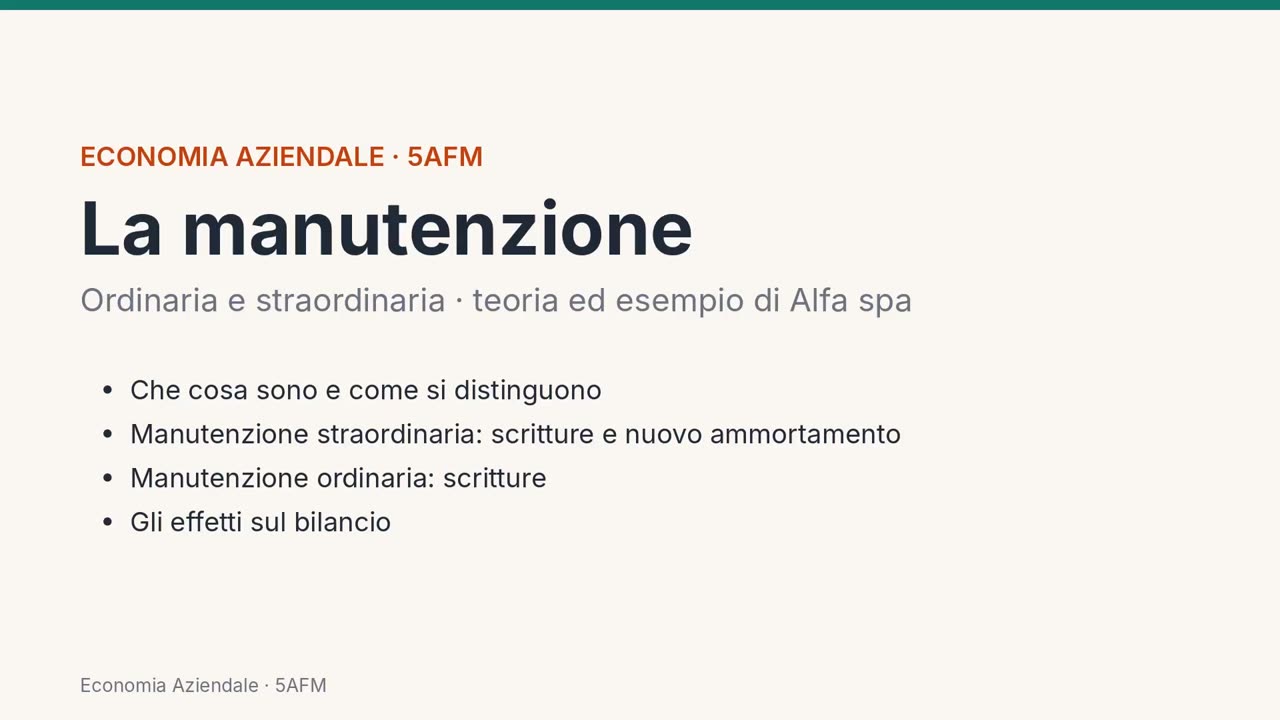 ECONOMIA AZIENDALE · 5AFM
La manutenzione
Ordinaria e straordinaria · teoria ed esempio di Alfa spa
• Che cosa sono e come si distinguono
• Manutenzione straordinaria: scritture e nuovo ammortamento
• Manutenzione ordinaria: scritture
• Gli effetti sul bilancio
Economia Aziendale · 5AFM